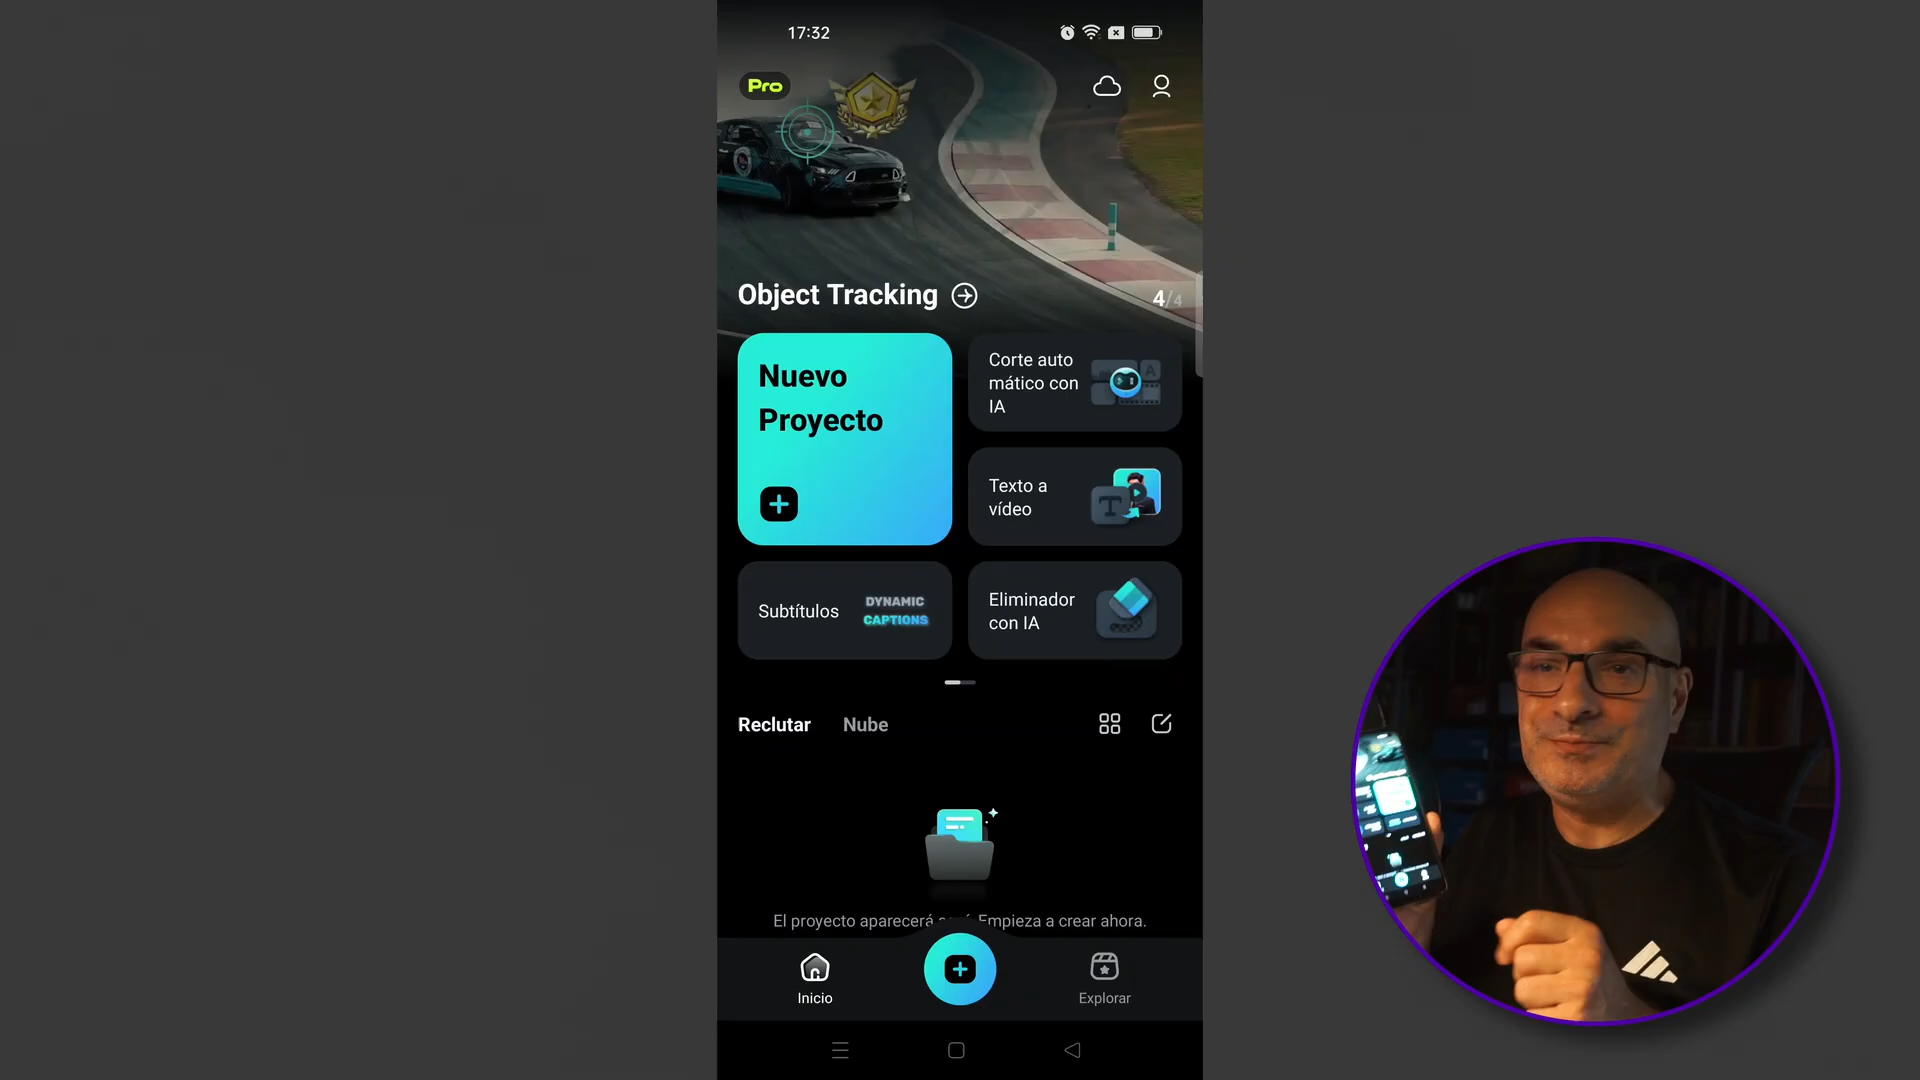 17:32
Pro
Object Tracking
4/4
Nuevo
Proyecto
Corte auto
mático con
IA
Texto a
vídeo
Subtítulos
DYNAMIC
CAPTIONS
Eliminador
con IA
Reclutar
Nube
El proyecto aparecerá Empieza a crear ahora.
Inicio
Explorar